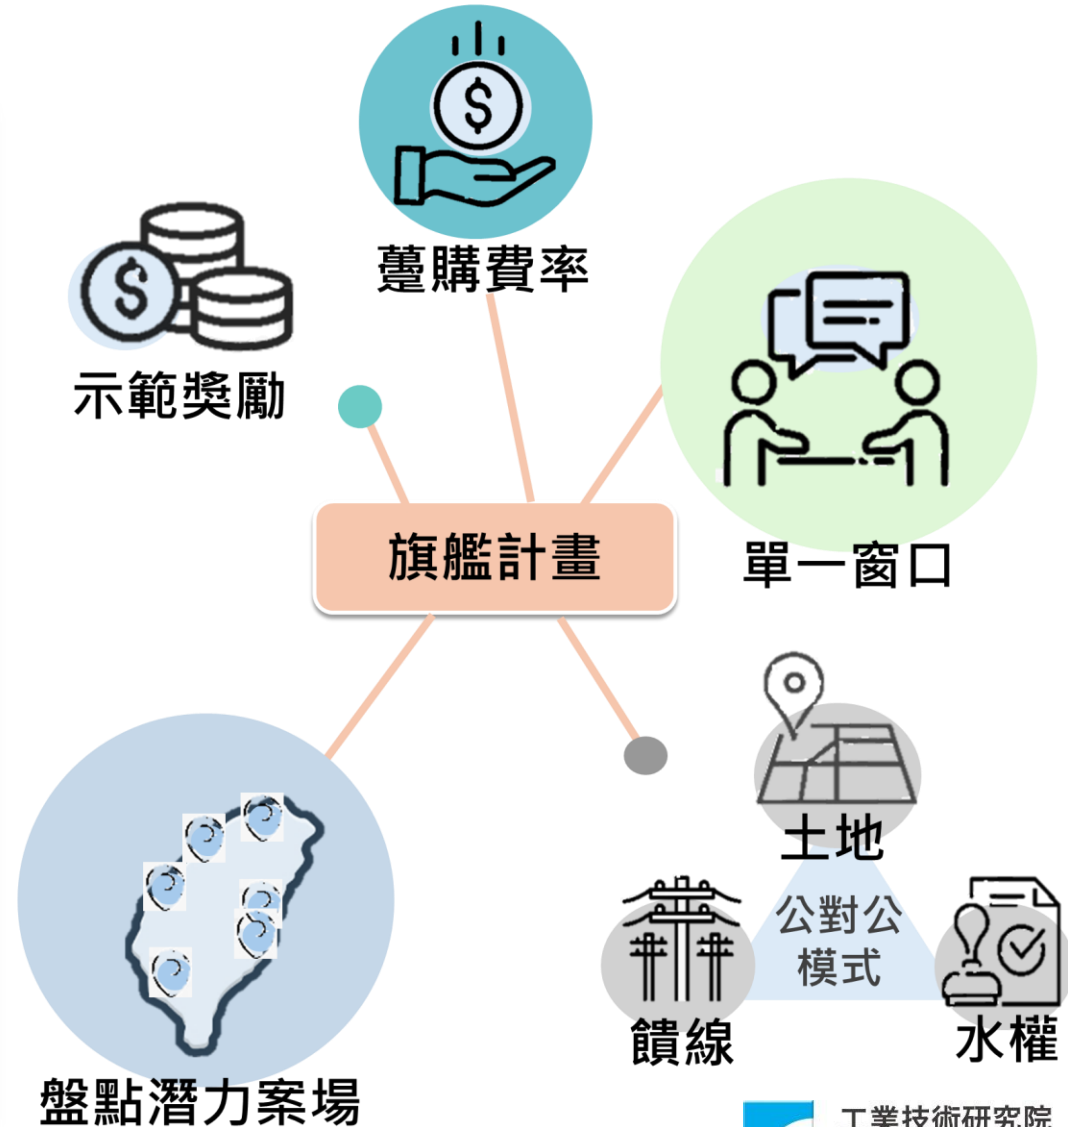 躉購費率
示範獎勵
單一窗口
旗艦計畫
土地
公對公
模式
饋線
水權
盤點潛力案場
工業技術研究院